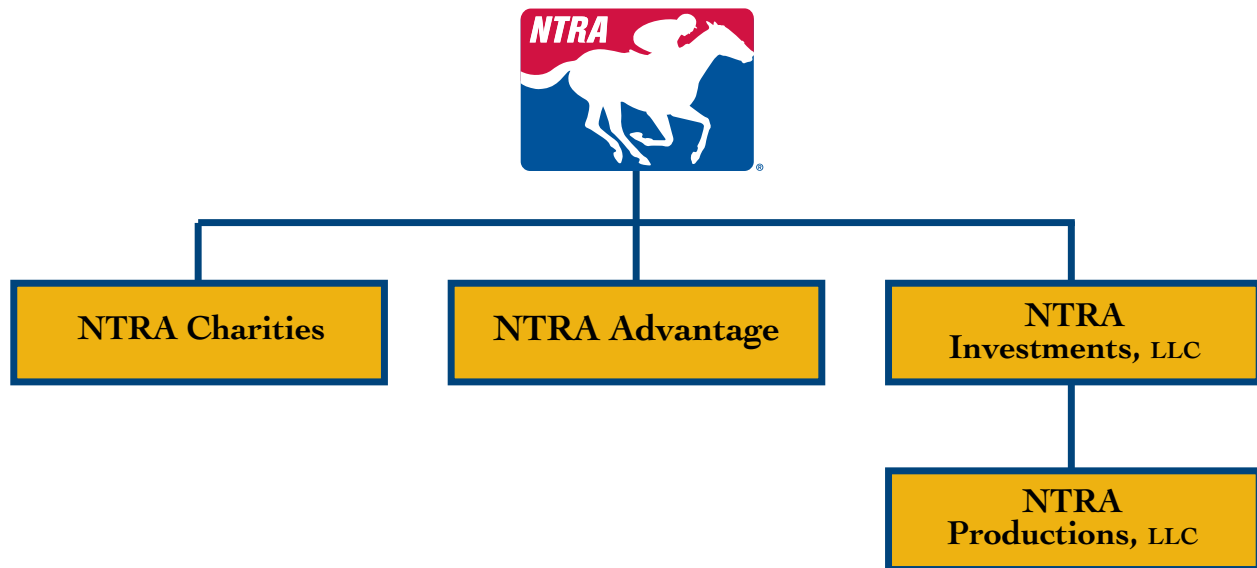 NTRA
®
NTRA Charities
NTRA Advantage
NTRA
Investments, LLC
NTRA
Productions, LLC